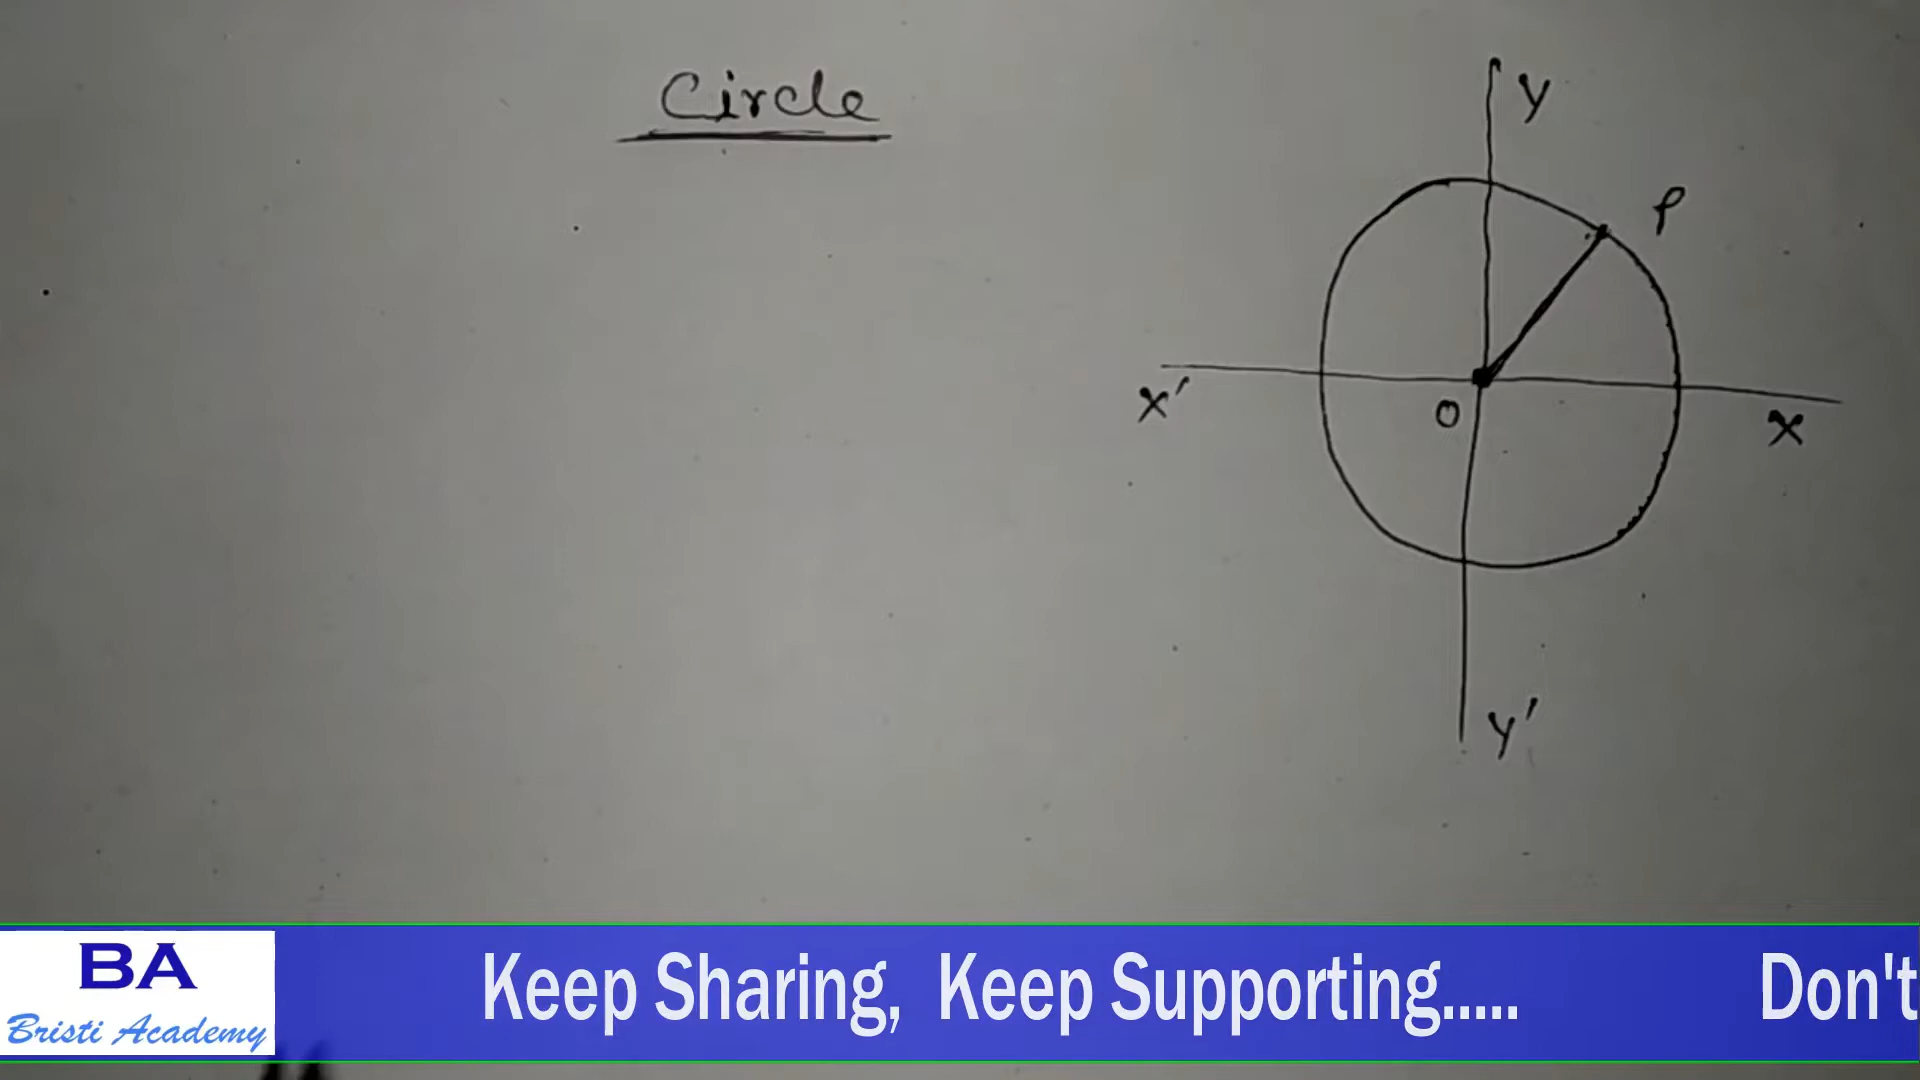 Circle
Y
P
X'
O
X
Y'
BA
Bristi Academy
Keep Sharing, Keep Supporting..... Don't